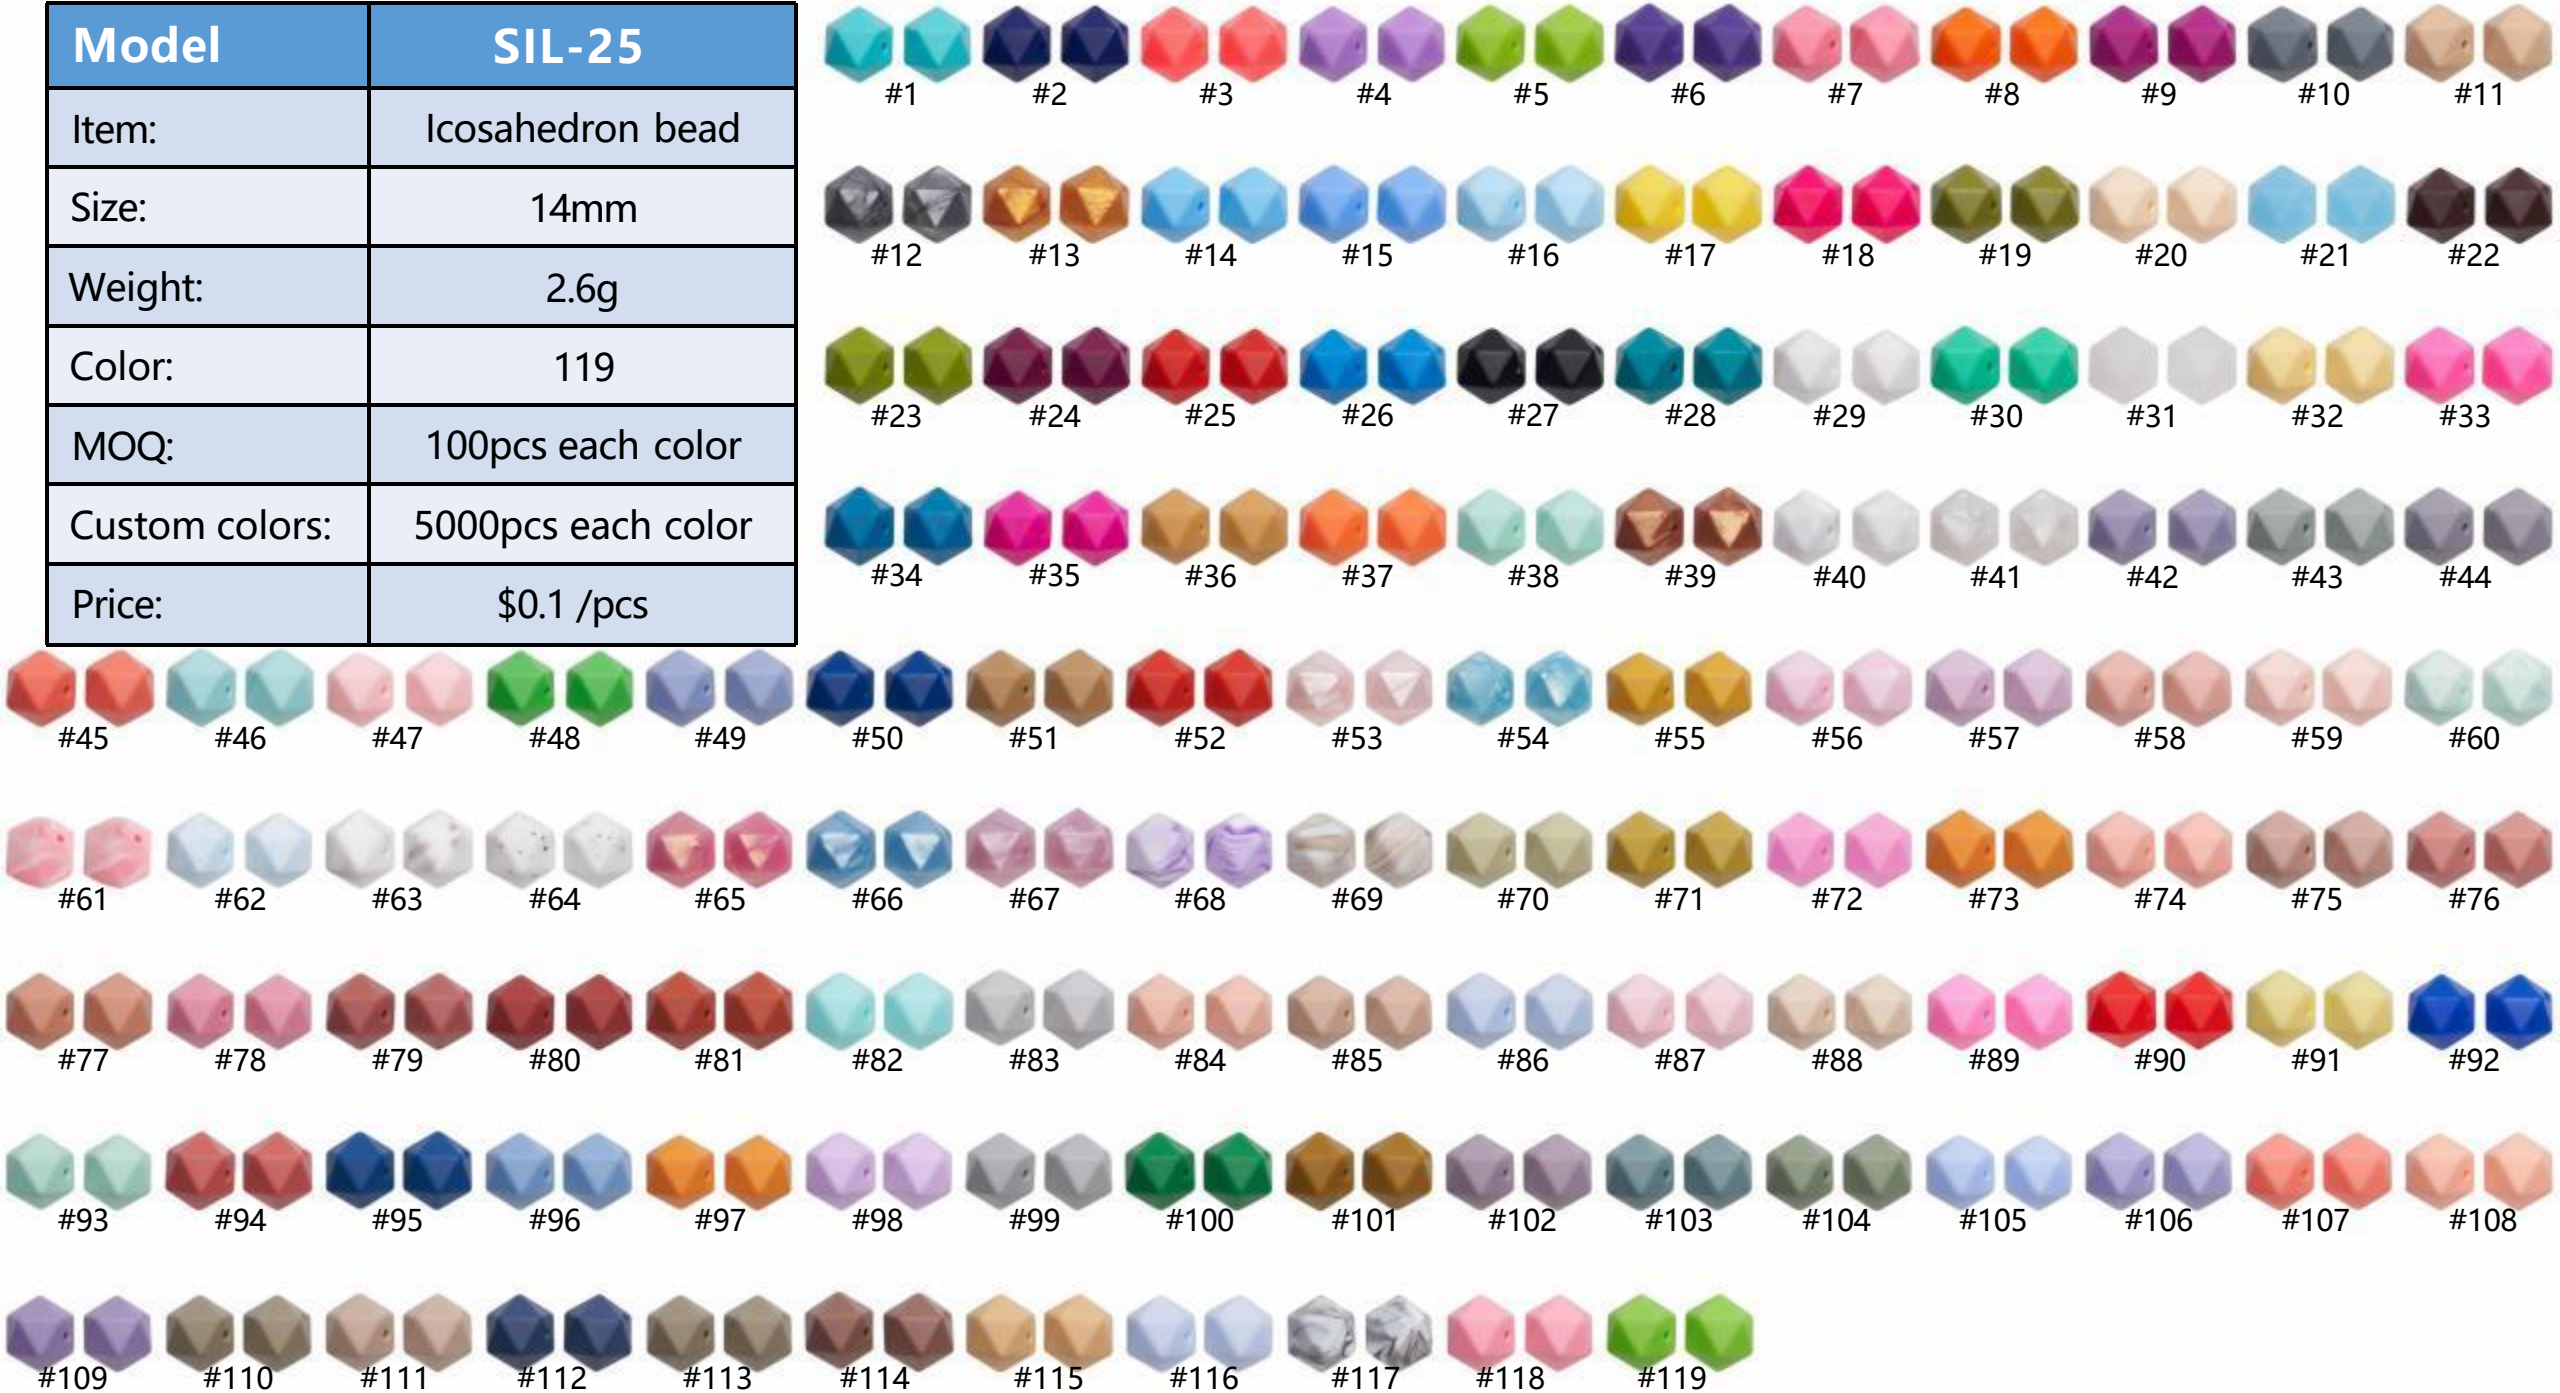 Model SIL-25
Item: Icosahedron bead
Size: 14mm
Weight: 2.6g
Color: 119
MOQ: 100pcs each color
Custom colors: 5000pcs each color
Price: $0.1 /pcs
#1 #2 #3 #4 #5 #6 #7 #8 #9 #10 #11
#12 #13 #14 #15 #16 #17 #18 #19 #20 #21 #22
#23 #24 #25 #26 #27 #28 #29 #30 #31 #32 #33
#34 #35 #36 #37 #38 #39 #40 #41 #42 #43 #44
#45 #46 #47 #48 #49 #50 #51 #52 #53 #54 #55 #56 #57 #58 #59 #60
#61 #62 #63 #64 #65 #66 #67 #68 #69 #70 #71 #72 #73 #74 #75 #76
#77 #78 #79 #80 #81 #82 #83 #84 #85 #86 #87 #88 #89 #90 #91 #92
#93 #94 #95 #96 #97 #98 #99 #100 #101 #102 #103 #104 #105 #106 #107 #108
#109 #110 #111 #112 #113 #114 #115 #116 #117 #118 #119